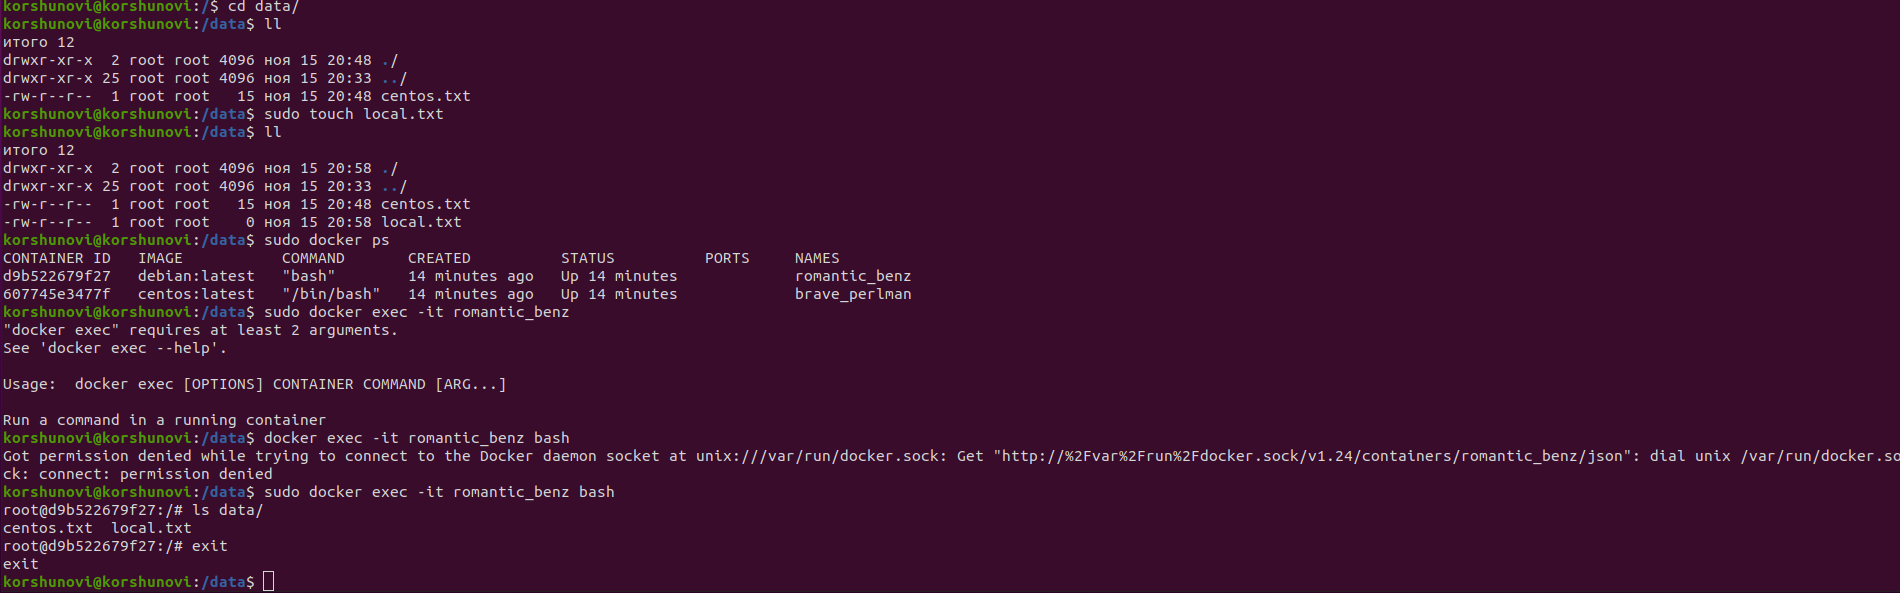 korshunovi@korshunovi:/$ cd data/
korshunovi@korshunovi:/data$ ll
итого 12
drwxr-xr-x  2 root root 4096 ноя 15 20:48 ./
drwxr-xr-x 25 root root 4096 ноя 15 20:33 ../
-rw-r--r--  1 root root   15 ноя 15 20:48 centos.txt
korshunovi@korshunovi:/data$ sudo touch local.txt
korshunovi@korshunovi:/data$ ll
итого 12
drwxr-xr-x  2 root root 4096 ноя 15 20:58 ./
drwxr-xr-x 25 root root 4096 ноя 15 20:33 ../
-rw-r--r--  1 root root   15 ноя 15 20:48 centos.txt
-rw-r--r--  1 root root    0 ноя 15 20:58 local.txt
korshunovi@korshunovi:/data$ sudo docker ps
CONTAINER ID   IMAGE           COMMAND       CREATED          STATUS          PORTS     NAMES
d9b522679f27   debian:latest   "bash"        14 minutes ago   Up 14 minutes             romantic_benz
607745e3477f   centos:latest   "/bin/bash"   14 minutes ago   Up 14 minutes             brave_perlman
korshunovi@korshunovi:/data$ sudo docker exec -it romantic_benz
"docker exec" requires at least 2 arguments.
See 'docker exec --help'.

Usage:  docker exec [OPTIONS] CONTAINER COMMAND [ARG...]

Run a command in a running container
korshunovi@korshunovi:/data$ docker exec -it romantic_benz bash
Got permission denied while trying to connect to the Docker daemon socket at unix:///var/run/docker.sock: Get "http://%2Fvar%2Frun%2Fdocker.sock/v1.24/containers/romantic_benz/json": dial unix /var/run/docker.so
ck: connect: permission denied
korshunovi@korshunovi:/data$ sudo docker exec -it romantic_benz bash
root@d9b522679f27:/# ls data/
centos.txt  local.txt
root@d9b522679f27:/# exit
exit
korshunovi@korshunovi:/data$